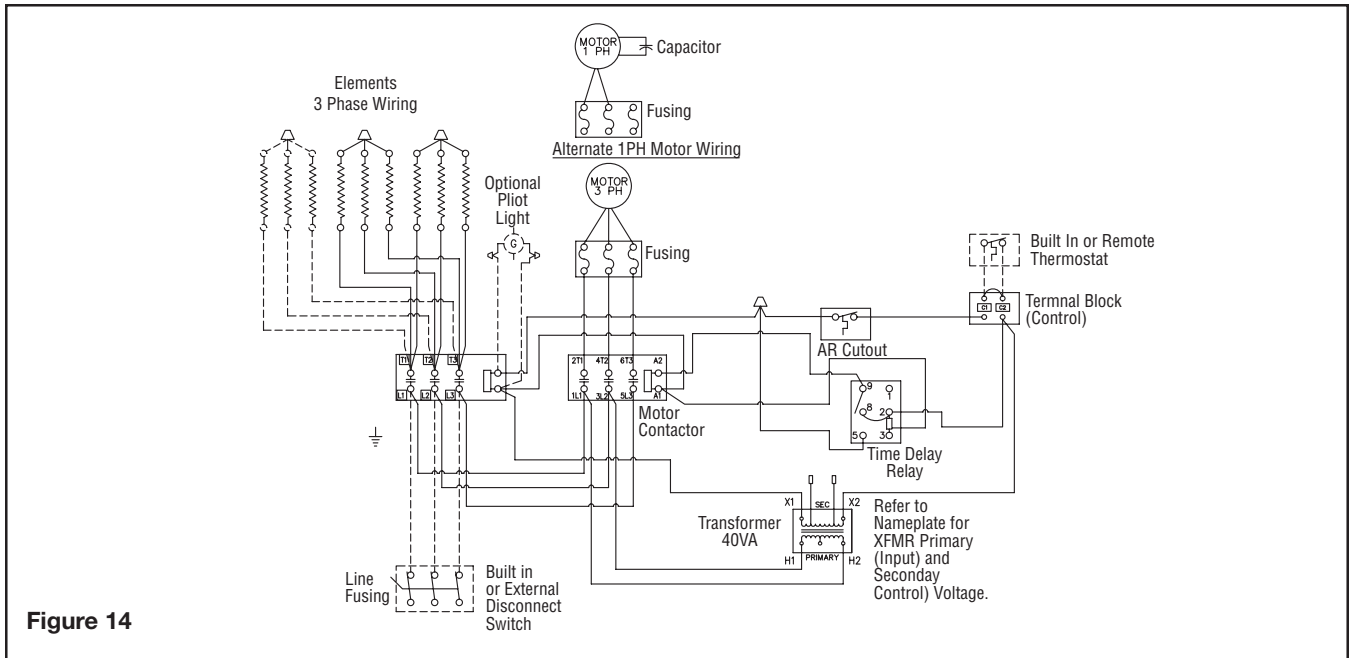 MOTOR
1 PH
Capacitor
Elements
3 Phase Wiring
Fusing
Alternate 1PH Motor Wiring
Optional
Pliot
Light
G
MOTOR
3 PH
Fusing
Built In or Remote
Thermostat
C1 C2
Termnal Block
(Control)
AR Cutout
T1 T2 T3
L1 L2 L3
2T1 4T2 6T3 A2
1L1 3L2 5L3 A1
Motor
Contactor
9 1
8 2
5 3
Time Delay
Relay
X1 SEC X2
Transformer
40VA
H1 PRIMARY H2
Refer to
Nameplate for
XFMR Primary
(Input) and
Seconday
Control) Voltage.
Line
Fusing
Built in
or External
Disconnect
Switch
Figure 14